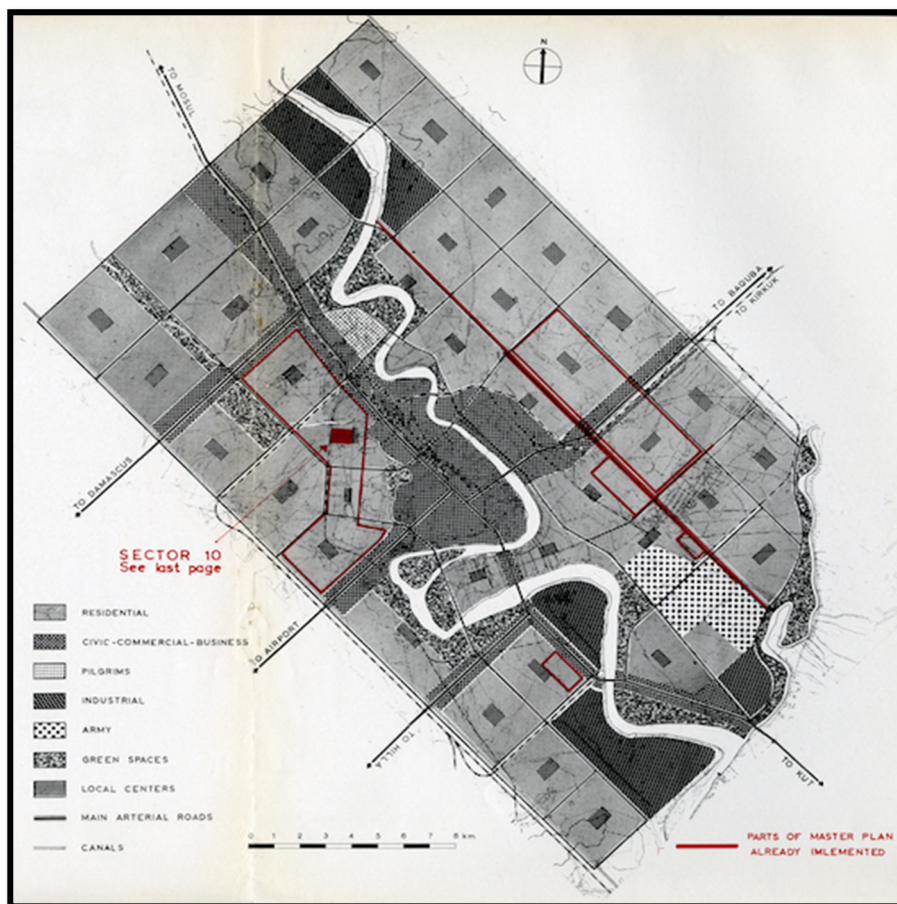 N
TO MOSUL
TO BAQUBA
TO KIRKUK
TO DAMASCUS
SECTOR 10
See last page
TO AIRPORT
TO HILLA
TO KUT
RESIDENTIAL
CIVIC-COMMERCIAL-BUSINESS
PILGRIMS
INDUSTRIAL
ARMY
GREEN SPACES
LOCAL CENTERS
MAIN ARTERIAL ROADS
CANALS
0 1 2 3 4 5 6 7 8 km.
PARTS OF MASTER PLAN
ALREADY IMLEMENTED